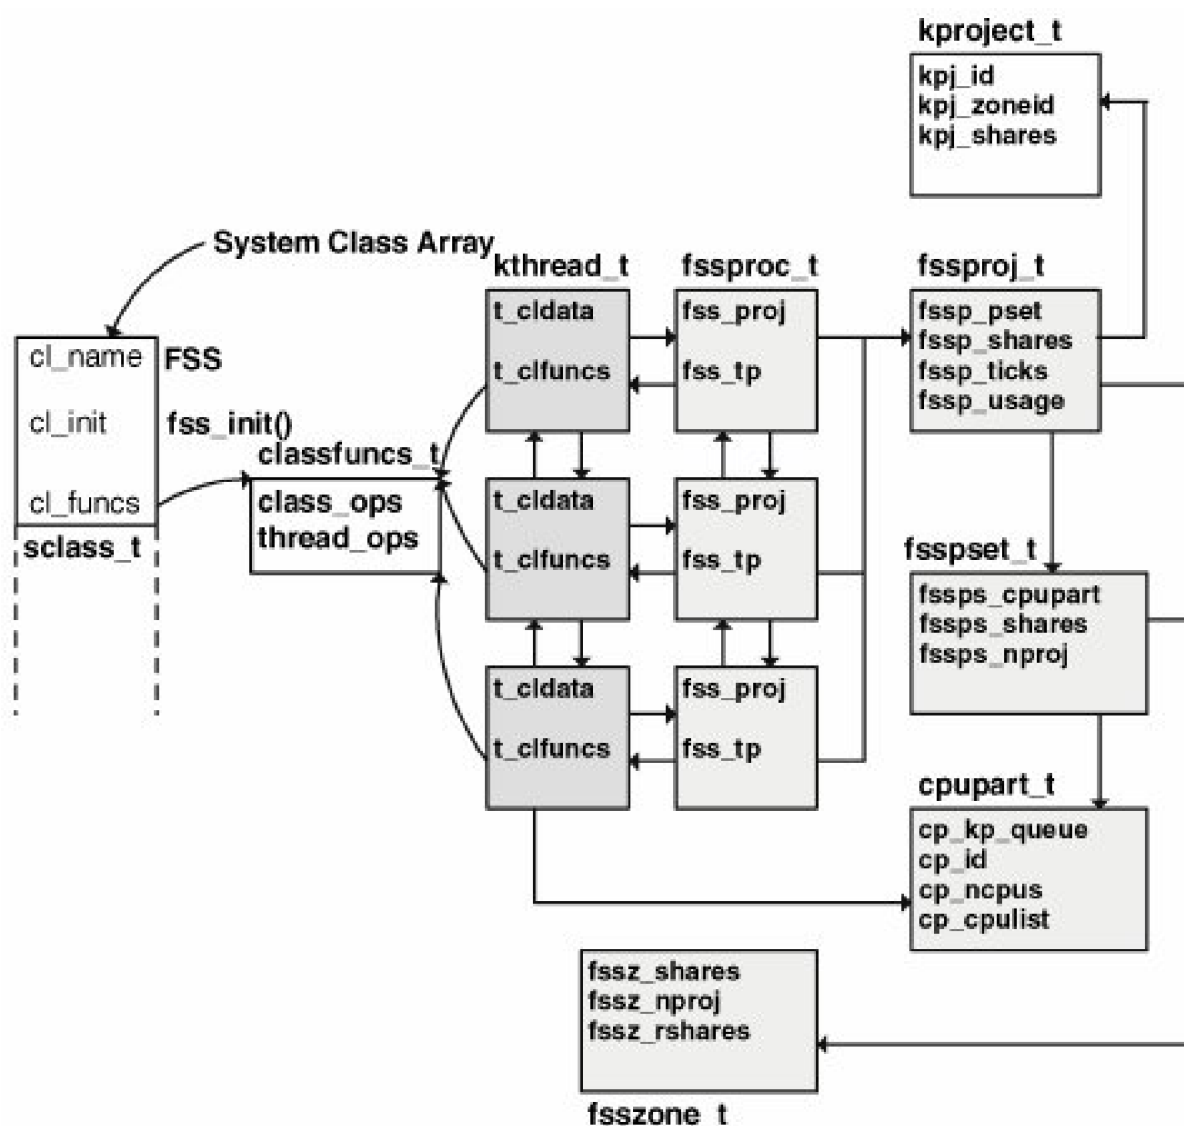 kproject_t
kpj_id
kpj_zoneid
kpj_shares
System Class Array
kthread_t
fssproc_t
fssproj_t
t_cldata
t_clfuncs
fss_proj
fss_tp
fssp_pset
fssp_shares
fssp_ticks
fssp_usage
cl_name
FSS
cl_init
fss_init()
classfuncs_t
cl_funcs
class_ops
thread_ops
sclass_t
t_cldata
t_clfuncs
fss_proj
fss_tp
fsspset_t
fssps_cpupart
fssps_shares
fssps_nproj
t_cldata
t_clfuncs
fss_proj
fss_tp
cpupart_t
cp_kp_queue
cp_id
cp_ncpus
cp_cpulist
fssz_shares
fssz_nproj
fssz_rshares
fsszone_t